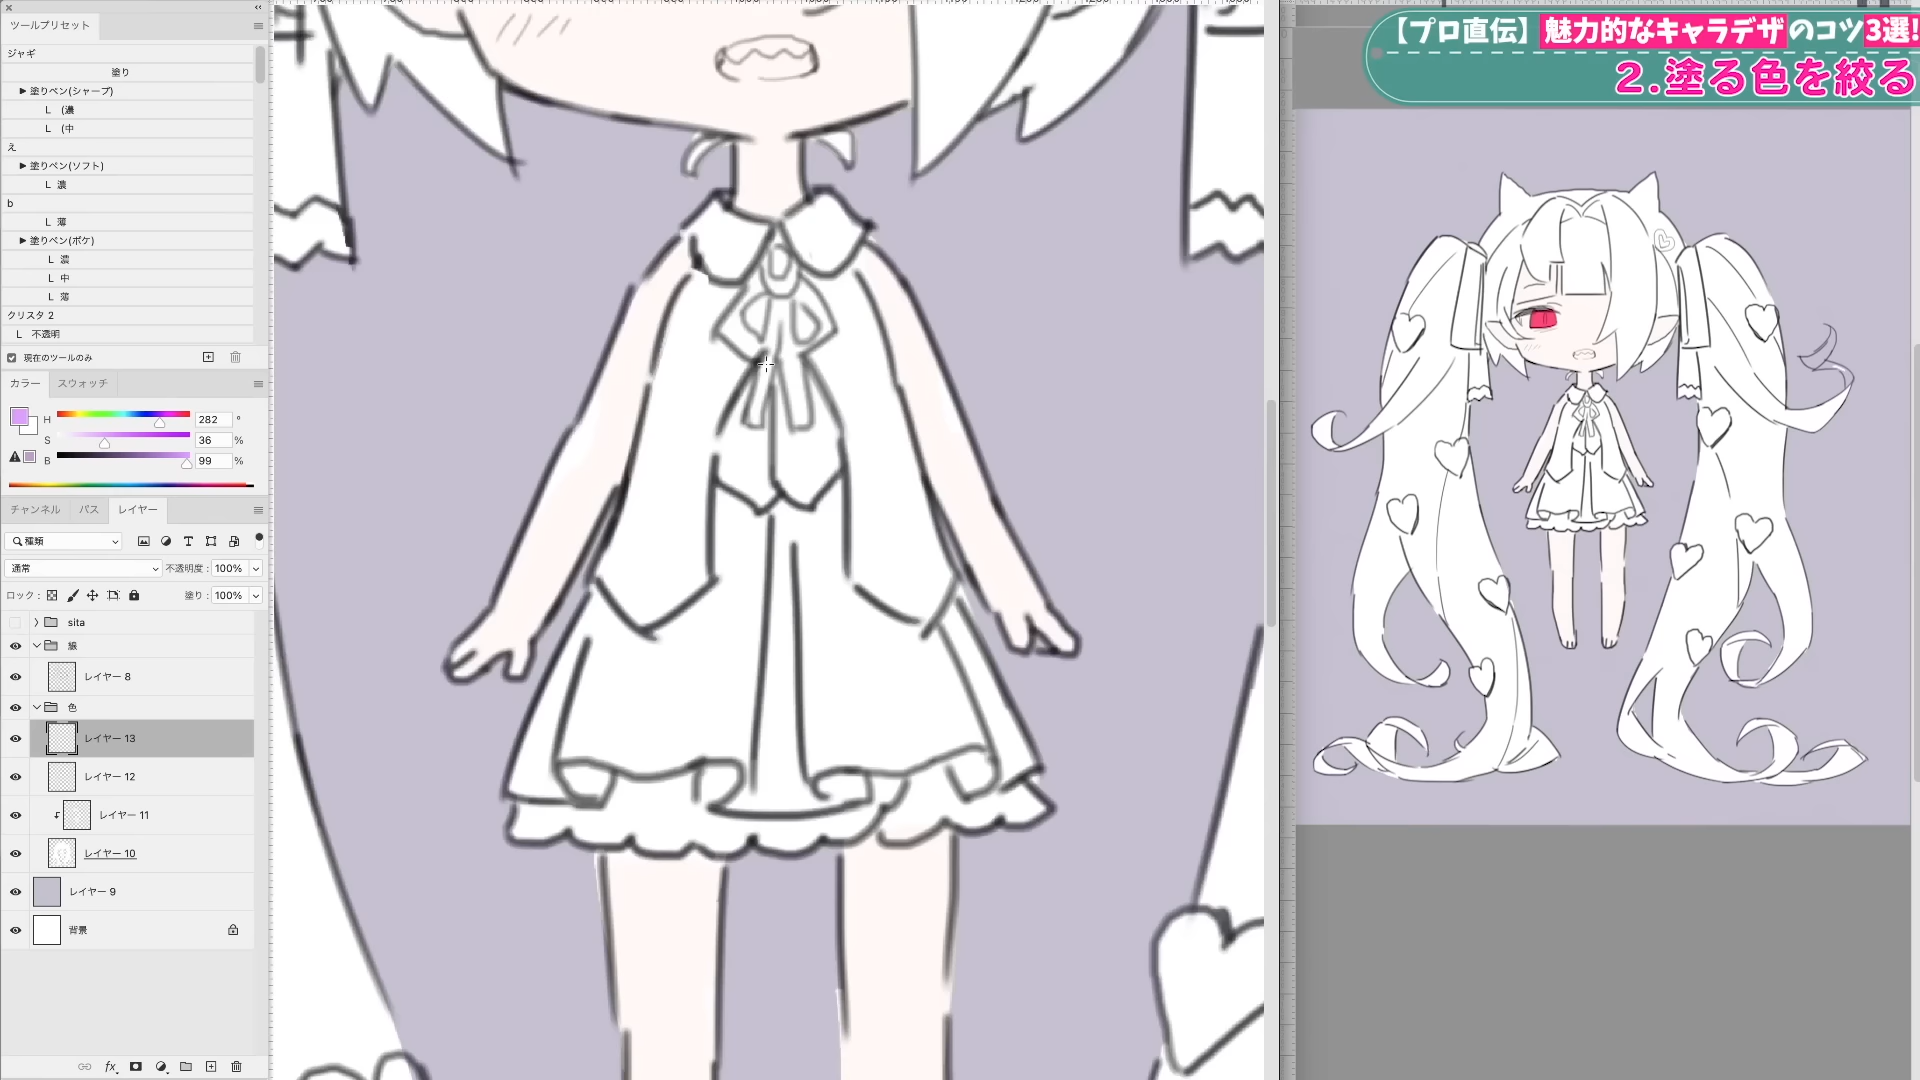 ツールプリセット
ジャギ
塗り
塗りペン(シャープ)
L (濃
L (中
え
塗りペン(ソフト)
L 濃
b
L 薄
塗りペン(ボケ)
L 濃
L 中
L 薄
クリスタ 2
L 不透明
現在のツールのみ
カラー スウォッチ
H 282 °
S 36 %
B 99 %
チャンネル パス レイヤー
種類
通常 不透明度: 100%
ロック: 塗り: 100%
sita
線
レイヤー 8
色
レイヤー 13
レイヤー 12
レイヤー 11
レイヤー 10
レイヤー 9
背景
fx
【プロ直伝】魅力的なキャラデザのコツ3選!
2.塗る色を絞る